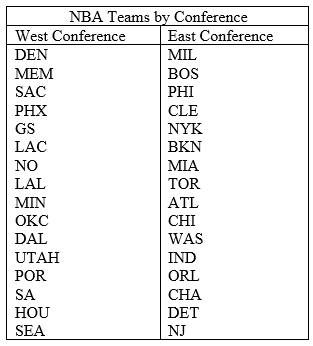 NBA Teams by Conference
West Conference East Conference
DEN MIL
MEM BOS
SAC PHI
PHX CLE
GS NYK
LAC BKN
NO MIA
LAL TOR
MIN ATL
OKC CHI
DAL WAS
UTAH IND
POR ORL
SA CHA
HOU DET
SEA NJ